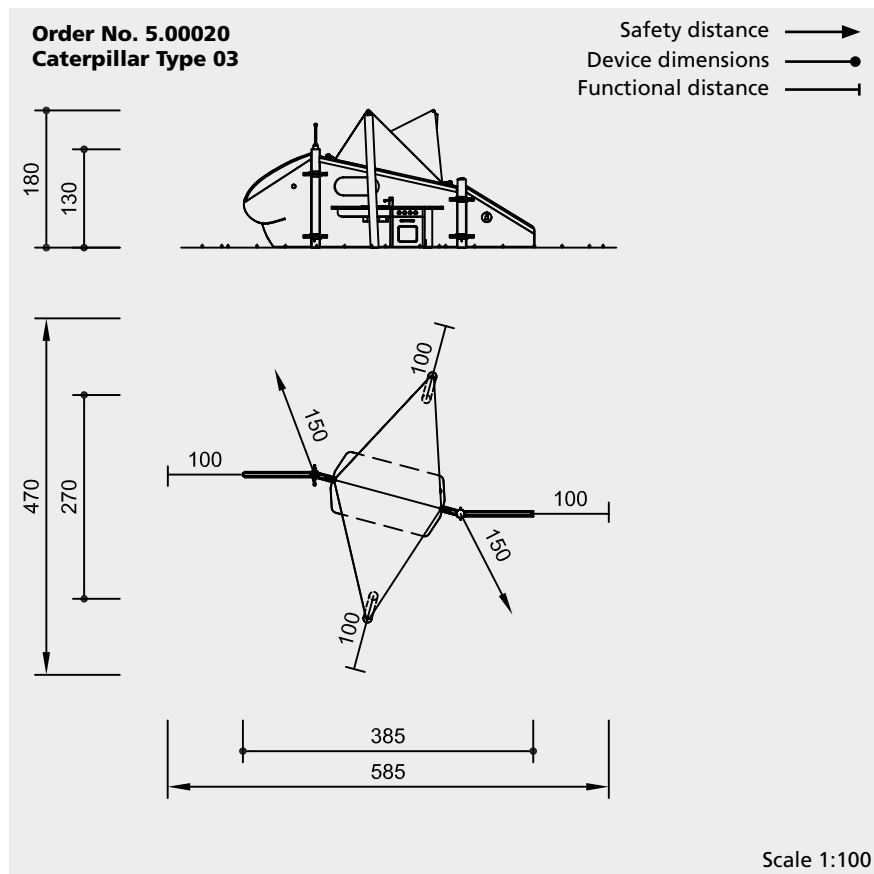 Order No. 5.00020
Caterpillar Type 03
Safety distance
Device dimensions
Functional distance
180
130
100
150
100
470
270
100
150
100
385
585
Scale 1:100